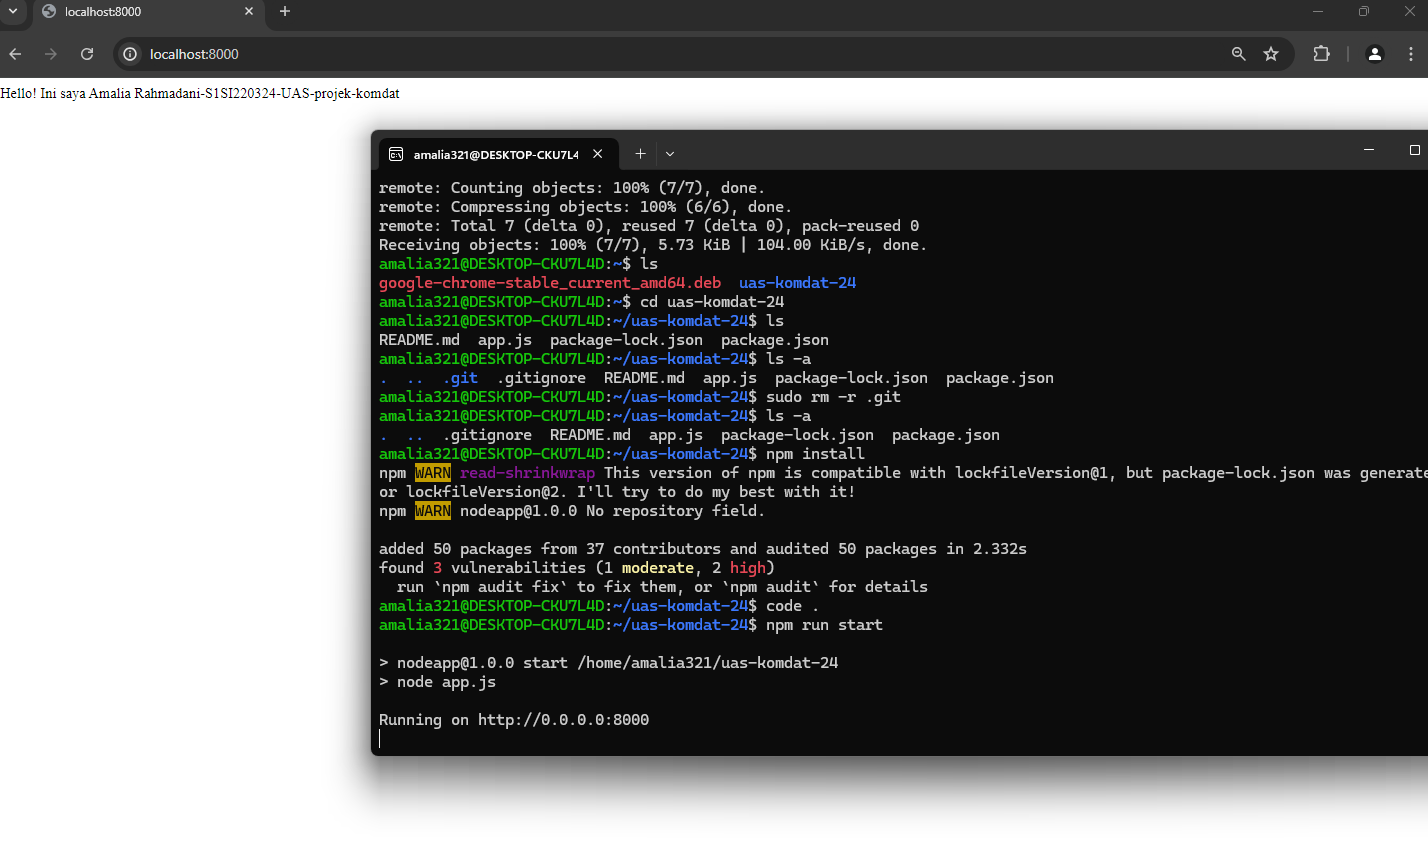 localhost:8000
localhost:8000
Hello! Ini saya Amalia Rahmadani-S1SI220324-UAS-projek-komdat
amalia321@DESKTOP-CKU7L4
remote: Counting objects: 100% (7/7), done.
remote: Compressing objects: 100% (6/6), done.
remote: Total 7 (delta 0), reused 7 (delta 0), pack-reused 0
Receiving objects: 100% (7/7), 5.73 KiB | 104.00 KiB/s, done.
amalia321@DESKTOP-CKU7L4D:~$ ls
google-chrome-stable_current_amd64.deb  uas-komdat-24
amalia321@DESKTOP-CKU7L4D:~$ cd uas-komdat-24
amalia321@DESKTOP-CKU7L4D:~/uas-komdat-24$ ls
README.md  app.js  package-lock.json  package.json
amalia321@DESKTOP-CKU7L4D:~/uas-komdat-24$ ls -a
.  ..  .git  .gitignore  README.md  app.js  package-lock.json  package.json
amalia321@DESKTOP-CKU7L4D:~/uas-komdat-24$ sudo rm -r .git
amalia321@DESKTOP-CKU7L4D:~/uas-komdat-24$ ls -a
.  ..  .gitignore  README.md  app.js  package-lock.json  package.json
amalia321@DESKTOP-CKU7L4D:~/uas-komdat-24$ npm install
npm WARN read-shrinkwrap This version of npm is compatible with lockfileVersion@1, but package-lock.json was generate
or lockfileVersion@2. I'll try to do my best with it!
npm WARN nodeapp@1.0.0 No repository field.
added 50 packages from 37 contributors and audited 50 packages in 2.332s
found 3 vulnerabilities (1 moderate, 2 high)
  run `npm audit fix` to fix them, or `npm audit` for details
amalia321@DESKTOP-CKU7L4D:~/uas-komdat-24$ code .
amalia321@DESKTOP-CKU7L4D:~/uas-komdat-24$ npm run start
> nodeapp@1.0.0 start /home/amalia321/uas-komdat-24
> node app.js
Running on http://0.0.0.0:8000